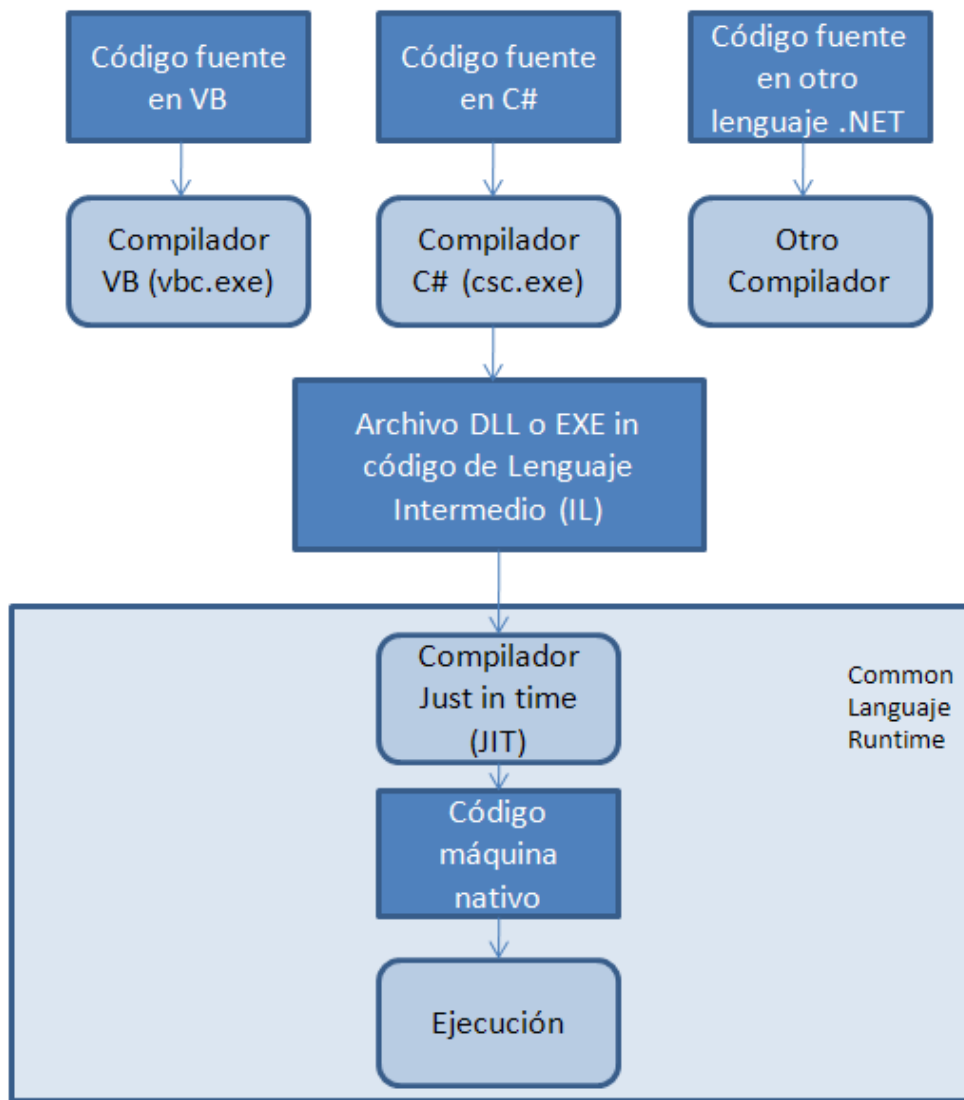 Código fuente
en VB
Código fuente
en C#
Código fuente
en otro
lenguaje .NET
Compilador
VB (vbc.exe)
Compilador
C# (csc.exe)
Otro
Compilador
Archivo DLL o EXE in
código de Lenguaje
Intermedio (IL)
Compilador
Just in time
(JIT)
Common
Languaje
Runtime
Código
máquina
nativo
Ejecución